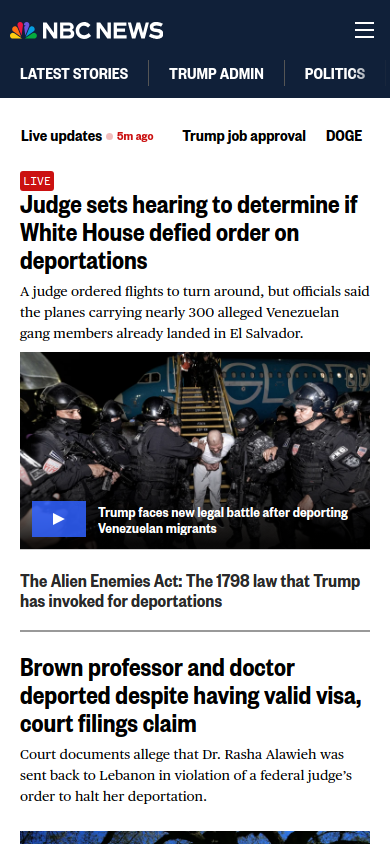 NBC NEWS
LATEST STORIES TRUMP ADMIN POLITICS
Live updates 5m ago Trump job approval DOGE
LIVE
Judge sets hearing to determine if
White House defied order on
deportations
A judge ordered flights to turn around, but officials said
the planes carrying nearly 300 alleged Venezuelan
gang members already landed in El Salvador.
Trump faces new legal battle after deporting
Venezuelan migrants
The Alien Enemies Act: The 1798 law that Trump
has invoked for deportations
Brown professor and doctor
deported despite having valid visa,
court filings claim
Court documents allege that Dr. Rasha Alawieh was
sent back to Lebanon in violation of a federal judge’s
order to halt her deportation.